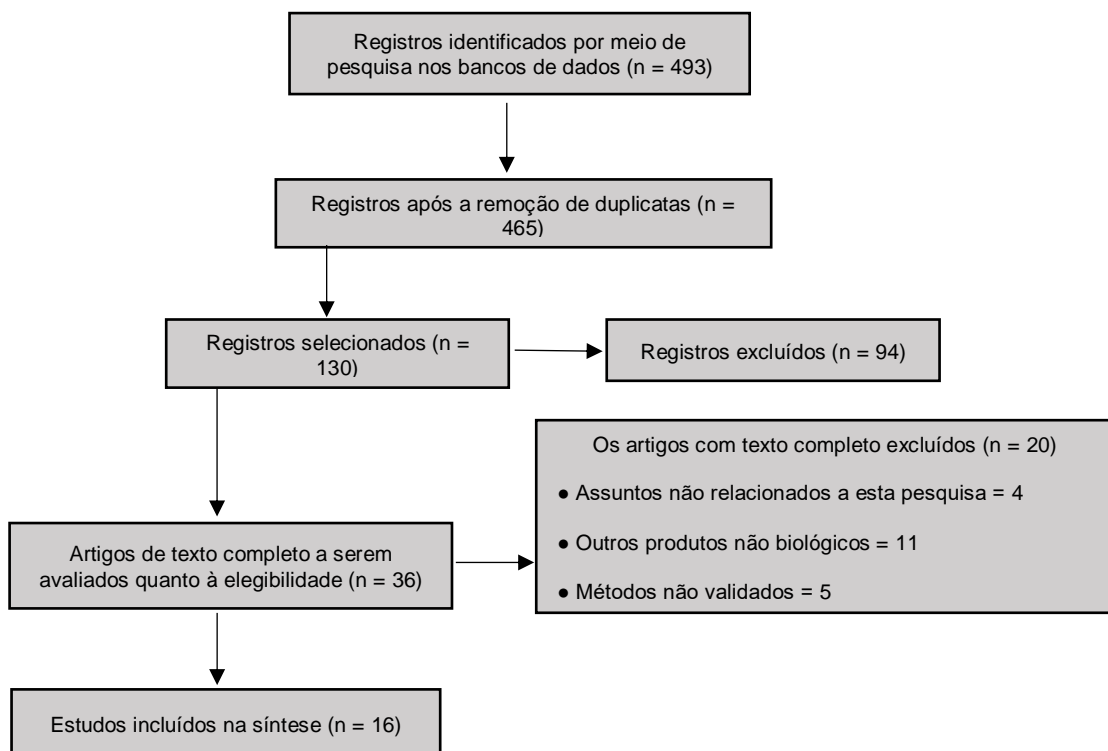 Registros identificados por meio de
pesquisa nos bancos de dados (n = 493)
Registros após a remoção de duplicatas (n =
465)
Registros selecionados (n =
130)
Registros excluídos (n = 94)
Os artigos com texto completo excluídos (n = 20)
● Assuntos não relacionados a esta pesquisa = 4
● Outros produtos não biológicos = 11
● Métodos não validados = 5
Artigos de texto completo a serem
avaliados quanto à elegibilidade (n = 36)
Estudos incluídos na síntese (n = 16)